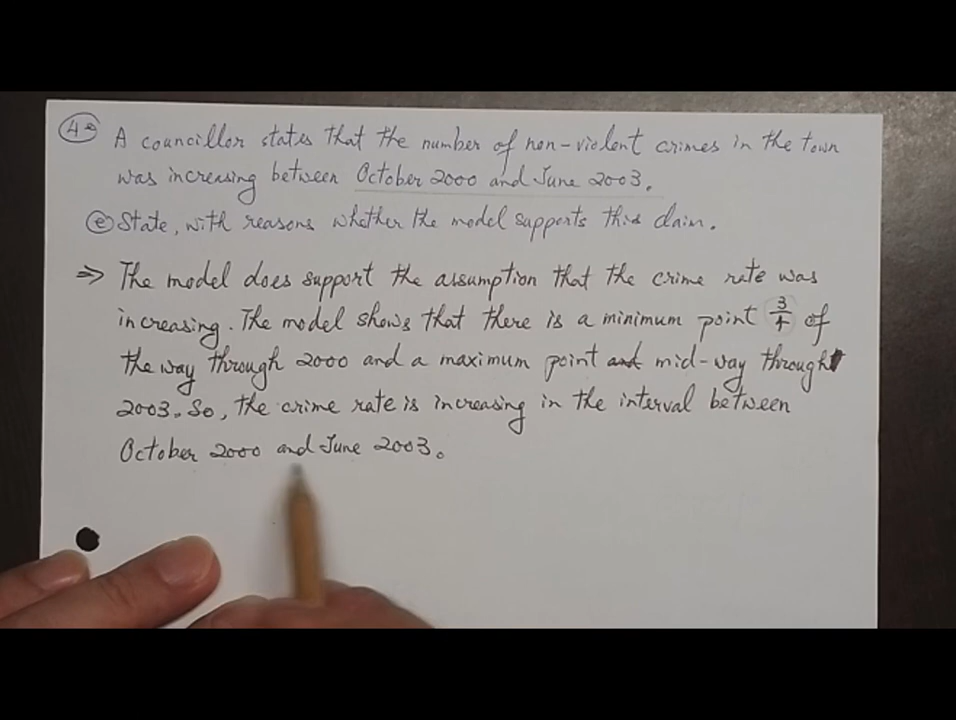 4. A councillor states that the number of non-violent crimes in the town
was increasing between October 2000 and June 2003.
(e) State, with reasons whether the model supports this claim.
⇒ The model does support the assumption that the crime rate was
increasing. The model shows that there is a minimum point 3/4 of
the way through 2000 and a maximum point and mid-way through
2003. So, the crime rate is increasing in the interval between
October 2000 and June 2003.